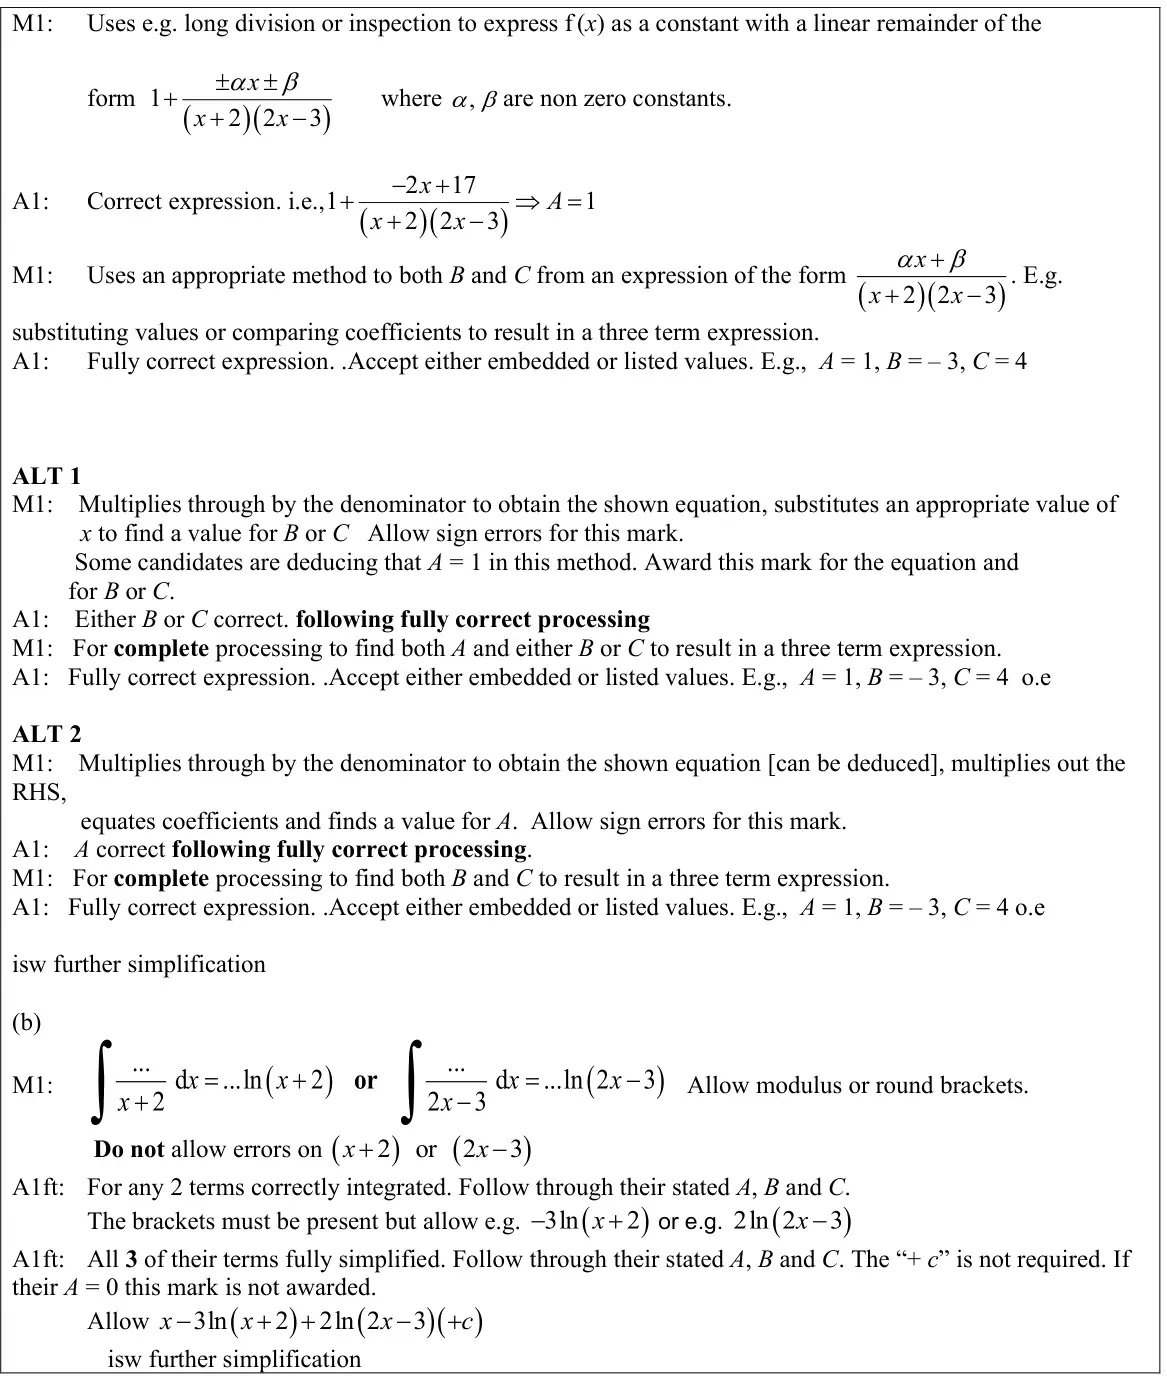 M1: Uses e.g. long division or inspection to express f(x) as a constant with a linear remainder of the
form 1 + (±αx ± β)/((x+2)(2x−3)) where α, β are non zero constants.
A1: Correct expression. i.e., 1 + (−2x+17)/((x+2)(2x−3)) ⇒ A = 1
M1: Uses an appropriate method to both B and C from an expression of the form (αx+β)/((x+2)(2x−3)). E.g.
substituting values or comparing coefficients to result in a three term expression.
A1: Fully correct expression. .Accept either embedded or listed values. E.g., A = 1, B = – 3, C = 4
ALT 1
M1: Multiplies through by the denominator to obtain the shown equation, substitutes an appropriate value of
x to find a value for B or C Allow sign errors for this mark.
Some candidates are deducing that A = 1 in this method. Award this mark for the equation and
for B or C.
A1: Either B or C correct. following fully correct processing
M1: For complete processing to find both A and either B or C to result in a three term expression.
A1: Fully correct expression. .Accept either embedded or listed values. E.g., A = 1, B = – 3, C = 4 o.e
ALT 2
M1: Multiplies through by the denominator to obtain the shown equation [can be deduced], multiplies out the
RHS,
equates coefficients and finds a value for A. Allow sign errors for this mark.
A1: A correct following fully correct processing.
M1: For complete processing to find both B and C to result in a three term expression.
A1: Fully correct expression. .Accept either embedded or listed values. E.g., A = 1, B = – 3, C = 4 o.e
isw further simplification
(b)
M1: ∫ .../(x+2) dx = ...ln(x+2) or ∫ .../(2x−3) dx = ...ln(2x−3) Allow modulus or round brackets.
Do not allow errors on (x+2) or (2x−3)
A1ft: For any 2 terms correctly integrated. Follow through their stated A, B and C.
The brackets must be present but allow e.g. −3ln(x+2) or e.g. 2ln(2x−3)
A1ft: All 3 of their terms fully simplified. Follow through their stated A, B and C. The “+ c” is not required. If
their A = 0 this mark is not awarded.
Allow x−3ln(x+2)+2ln(2x−3)(+c)
isw further simplification